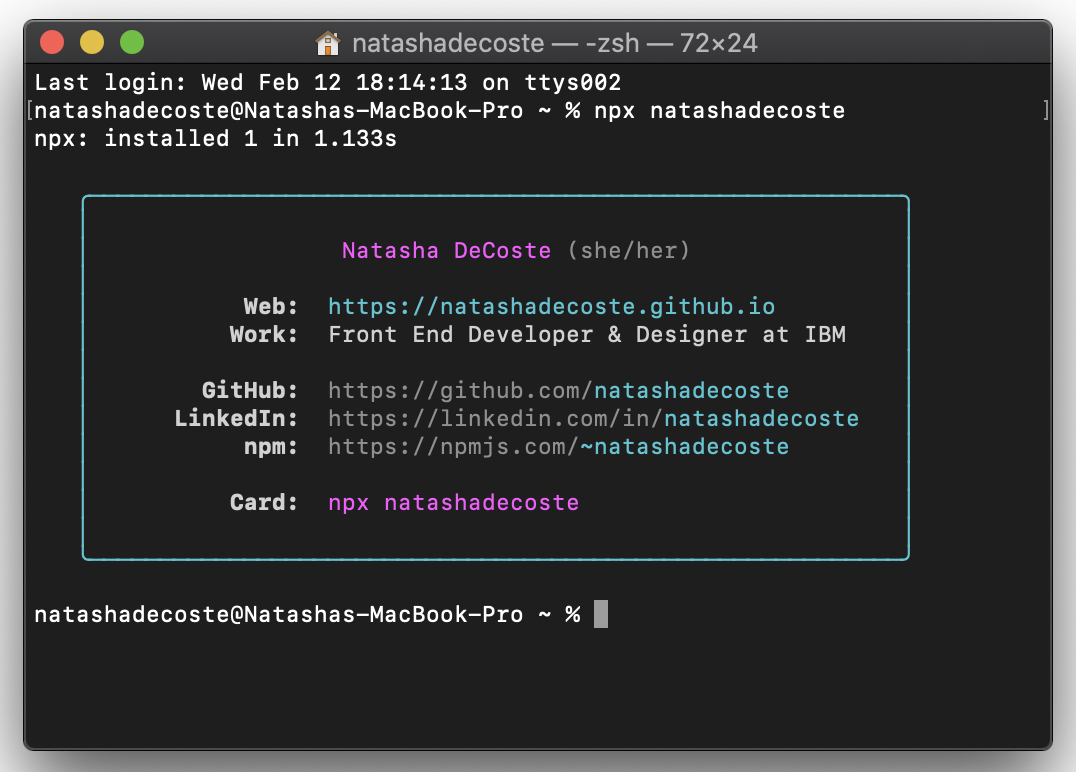 natashadecoste — -zsh — 72×24
Last login: Wed Feb 12 18:14:13 on ttys002
[natashadecoste@Natashas-MacBook-Pro ~ % npx natashadecoste ]
npx: installed 1 in 1.133s
Natasha DeCoste (she/her)
Web: https://natashadecoste.github.io
Work: Front End Developer & Designer at IBM
GitHub: https://github.com/natashadecoste
LinkedIn: https://linkedin.com/in/natashadecoste
npm: https://npmjs.com/~natashadecoste
Card: npx natashadecoste
natashadecoste@Natashas-MacBook-Pro ~ %